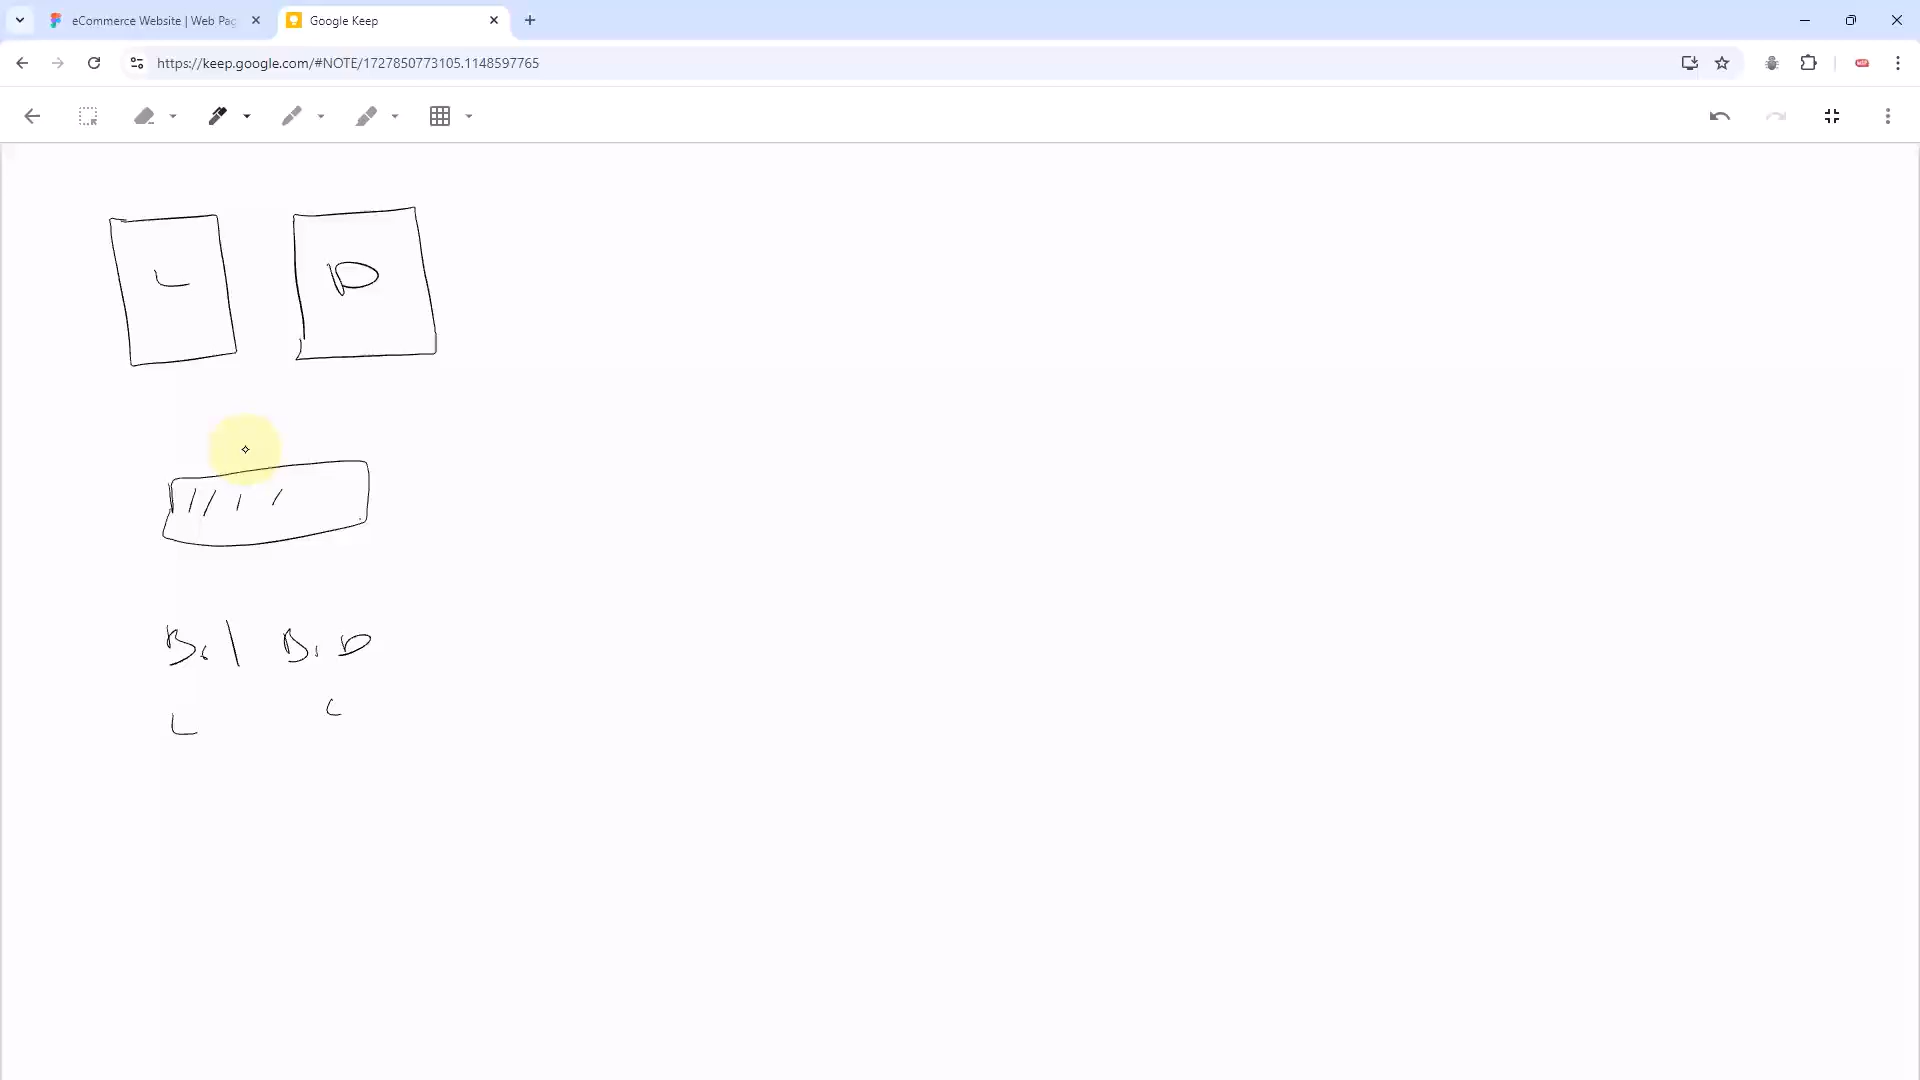 eCommerce Website | Web Pag
Google Keep
https://keep.google.com/#NOTE/1727850773105.1148597765
L
D
D
L